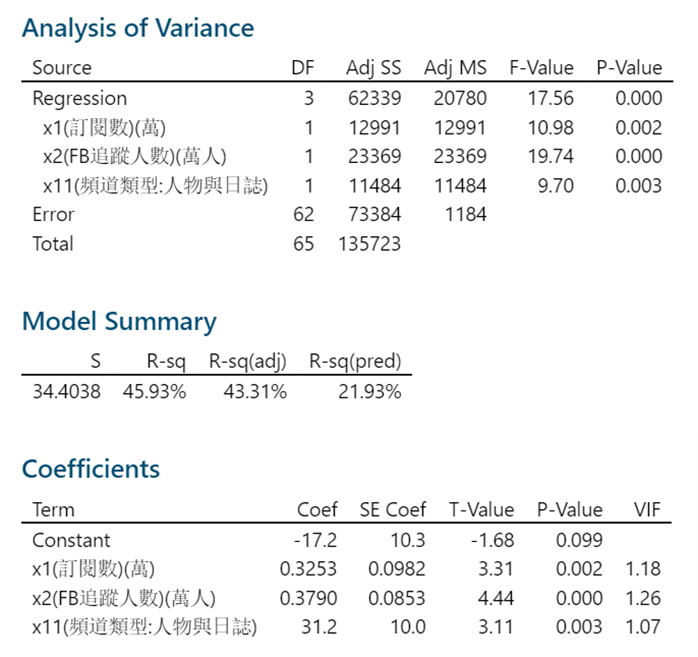 Analysis of Variance
Source DF Adj SS Adj MS F-Value P-Value
Regression 3 62339 20780 17.56 0.000
x1(訂閱數)(萬) 1 12991 12991 10.98 0.002
x2(FB追蹤人數)(萬人) 1 23369 23369 19.74 0.000
x11(頻道類型:人物與日誌) 1 11484 11484 9.70 0.003
Error 62 73384 1184
Total 65 135723
Model Summary
S R-sq R-sq(adj) R-sq(pred)
34.4038 45.93% 43.31% 21.93%
Coefficients
Term Coef SE Coef T-Value P-Value VIF
Constant -17.2 10.3 -1.68 0.099
x1(訂閱數)(萬) 0.3253 0.0982 3.31 0.002 1.18
x2(FB追蹤人數)(萬人) 0.3790 0.0853 4.44 0.000 1.26
x11(頻道類型:人物與日誌) 31.2 10.0 3.11 0.003 1.07